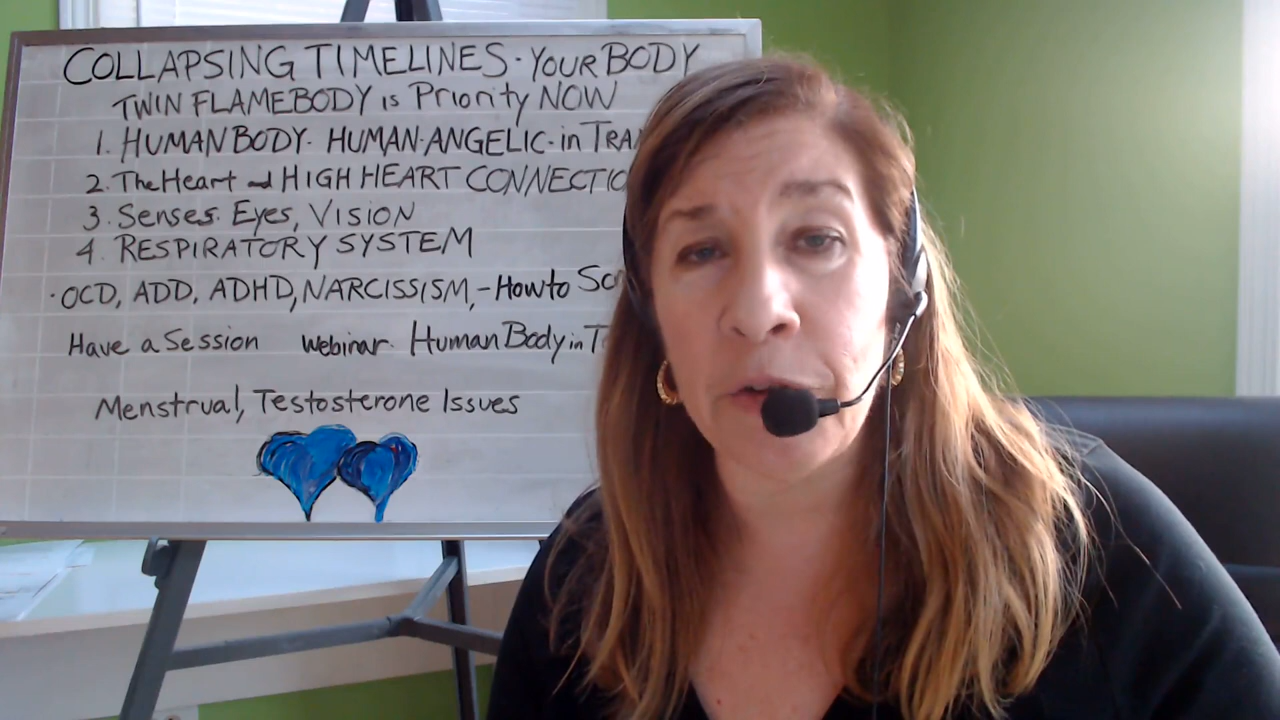 COLLAPSING TIMELINES · YOUR BODY
TWIN FLAME BODY is Priority NOW
1. HUMAN BODY. HUMAN·ANGELIC· in
2. The Heart and HIGH HEART
3. Senses. Eyes, VISION
4. RESPIRATORY SYSTEM
· OCD, ADD, ADHD, NARCISSISM, - How to
Have a Session Webinar. Human Body in
Menstrual, Testosterone Issues